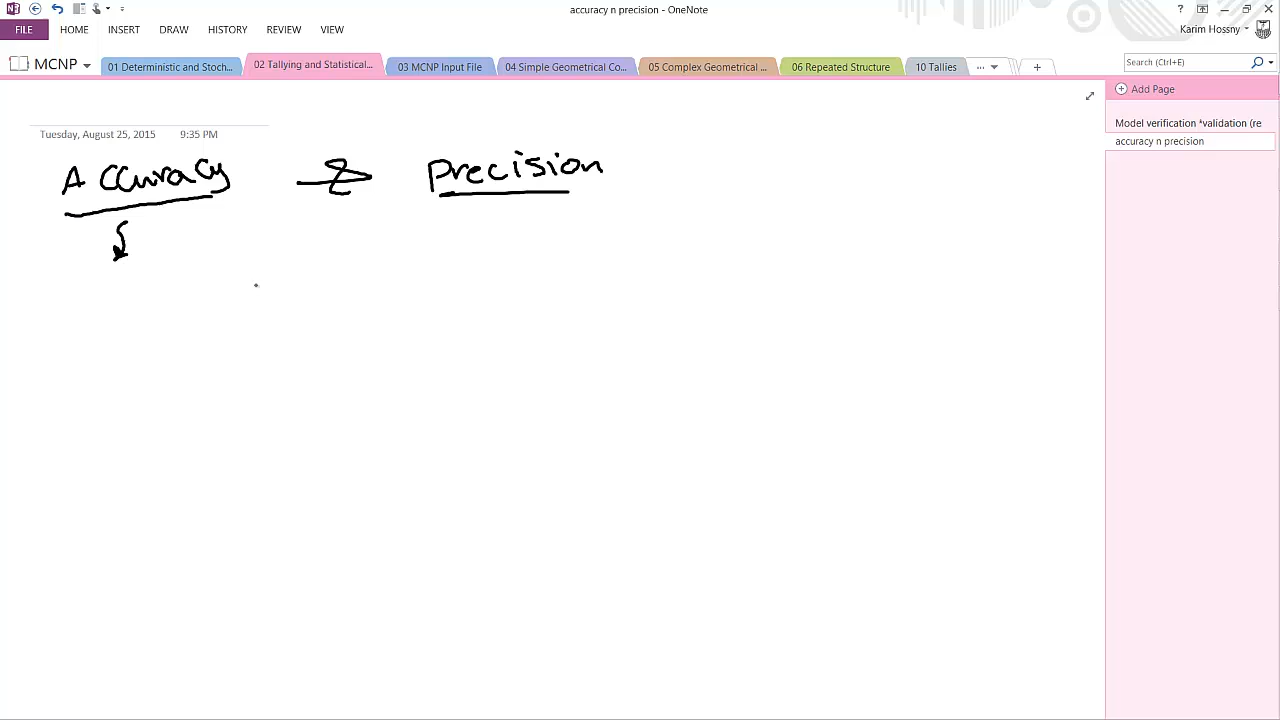 accuracy n precision - OneNote
?
FILE HOME INSERT DRAW HISTORY REVIEW VIEW
Karim Hossny
MCNP
01 Deterministic and Stoch...
02 Tallying and Statistical...
03 MCNP Input File
04 Simple Geometrical Co...
05 Complex Geometrical ...
06 Repeated Structure
10 Tallies
...
+
Search (Ctrl+E)
Add Page
Model verification *validation (re
accuracy n precision
Tuesday, August 25, 2015 9:35 PM
Accuracy & Precision